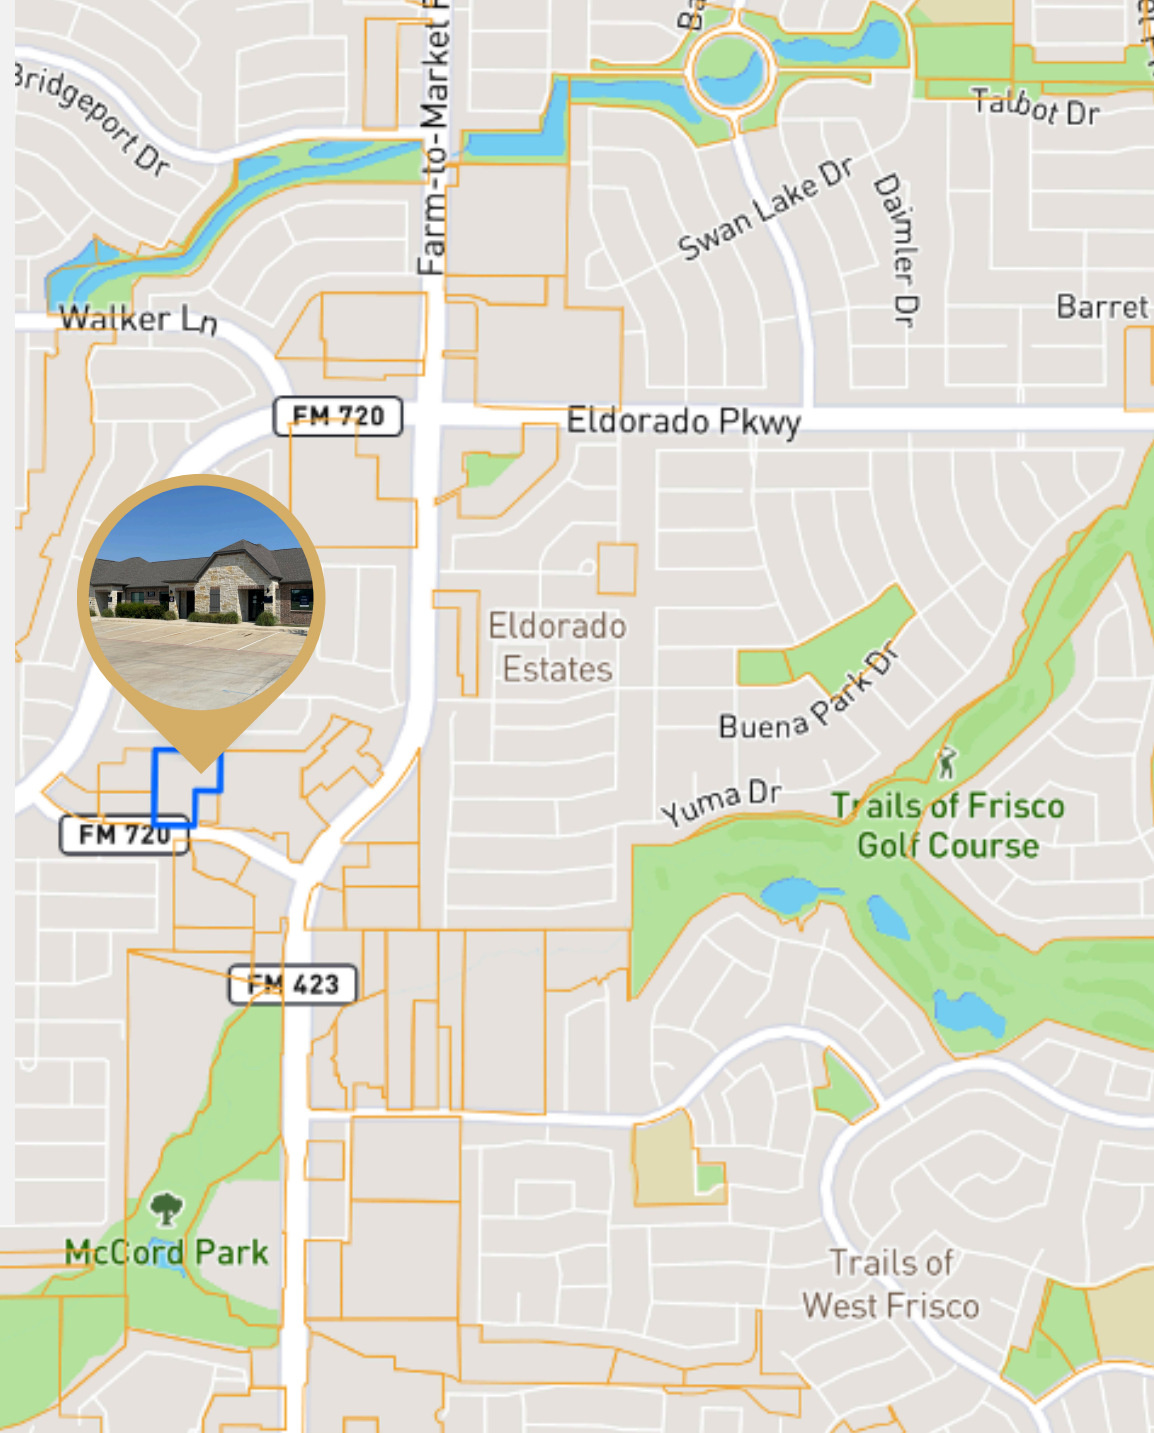 Ba
Bridgeport Dr
Farm-to-Market
Talbot Dr
Swan Lake Dr
Daimler Dr
Walker Ln
Barret
FM 720
Eldorado Pkwy
Eldorado
Estates
Buena Park Dr
Yuma Dr
Trails of Frisco
Golf Course
FM 720
FM 423
McCord Park
Trails of
West Frisco